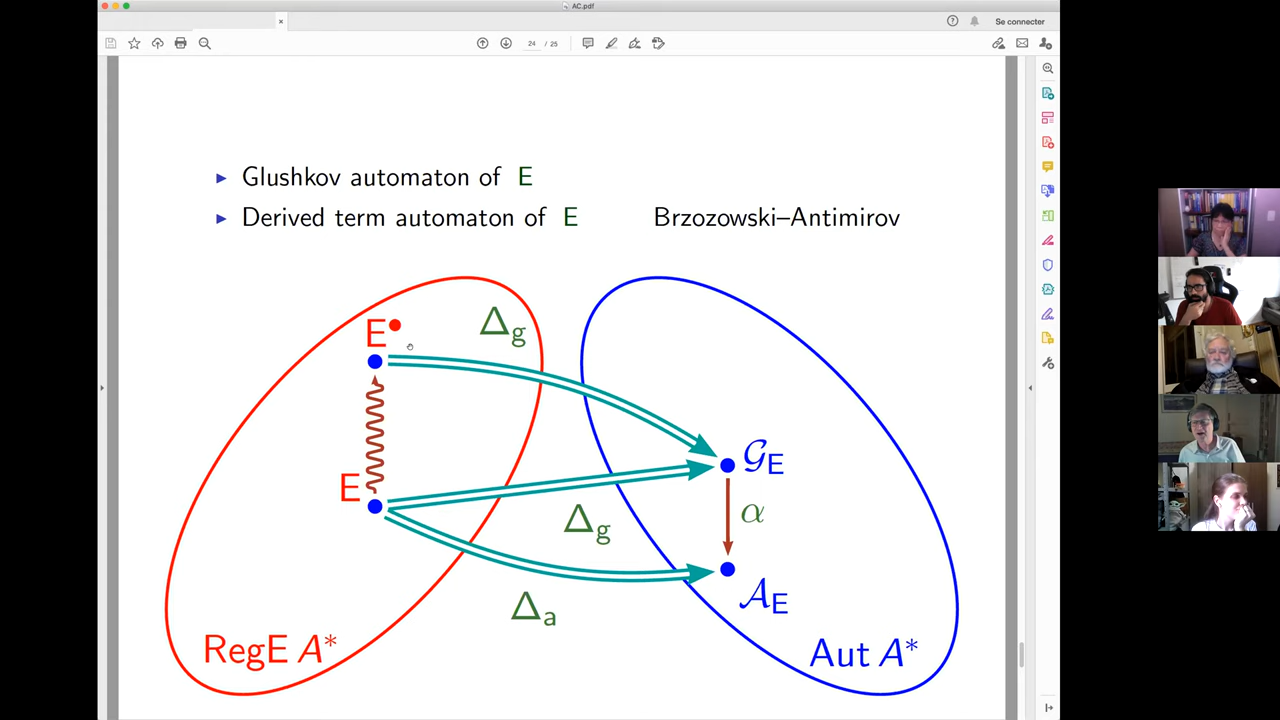 AC.pdf
Se connecter
24 / 25
▸ Glushkov automaton of E
▸ Derived term automaton of E Brzozowski–Antimirov
E•
Δg
𝒢E
E
α
Δg
𝒜E
Δa
RegE A*
Aut A*